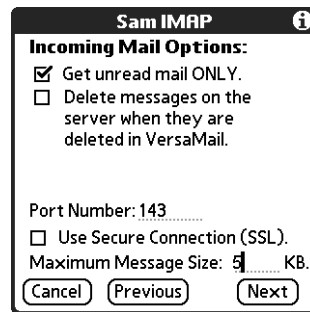 Sam IMAP
Incoming Mail Options:
Get unread mail ONLY.
Delete messages on the
server when they are
deleted in VersaMail.
Port Number: 143
Use Secure Connection (SSL).
Maximum Message Size: 5 KB.
Cancel Previous Next